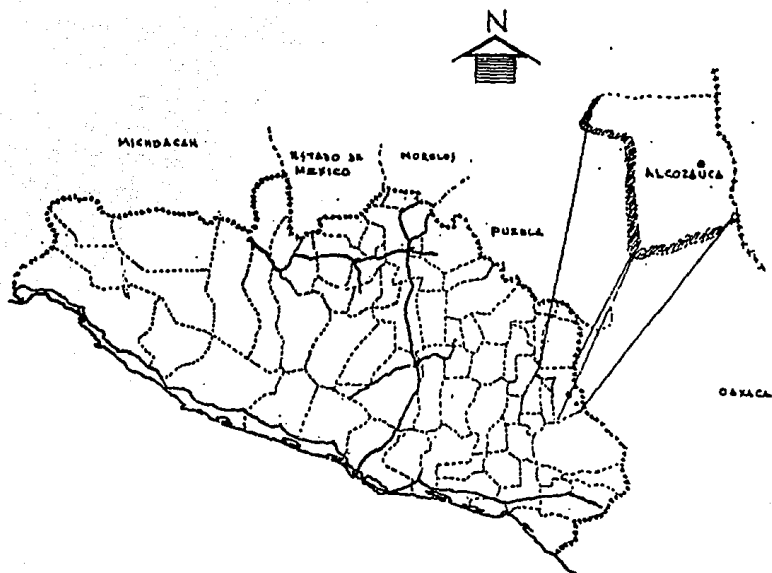 N
MICHOACAN
ESTADO DE
MEXICO
MORELOS
PUEBLA
ALCOZAUCA
OAXACA